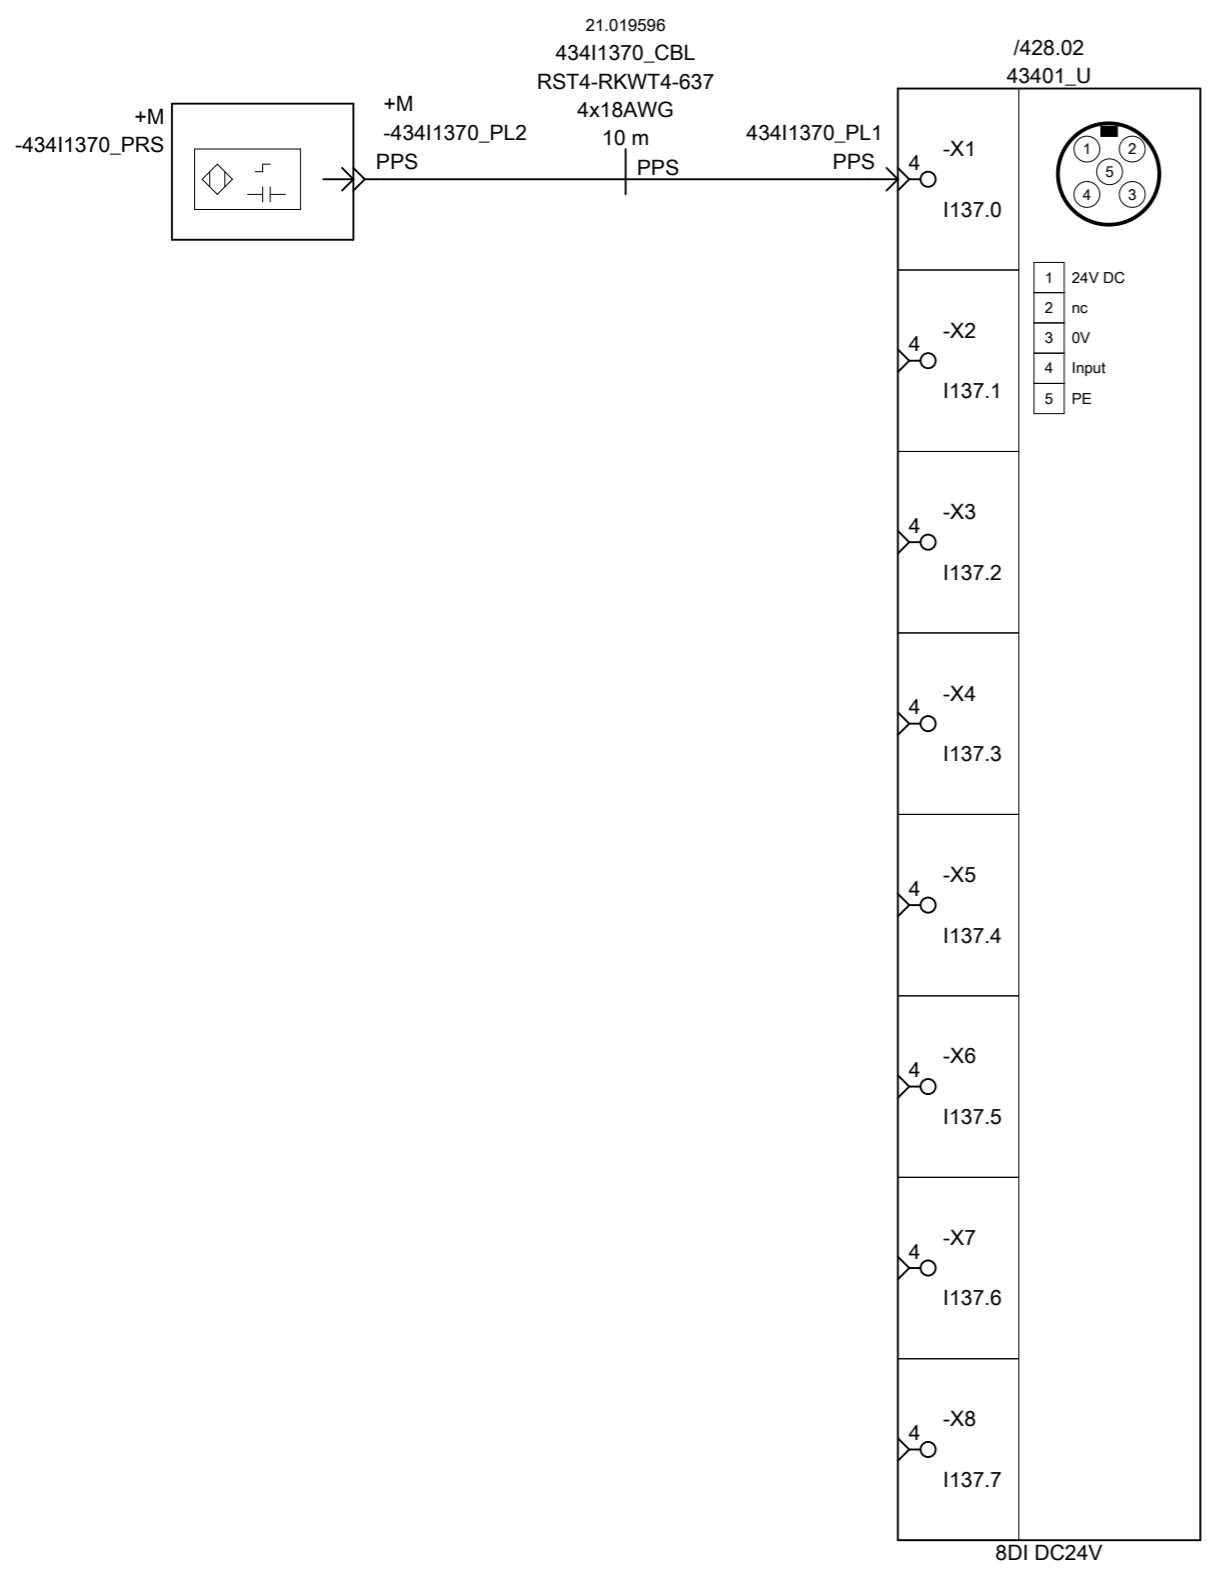 21.019596
434I1370_CBL
RST4-RKWT4-637
4x18AWG
10 m
/428.02
43401_U
+M
-434I1370_PRS
+M
-434I1370_PL2
PPS
PPS
434I1370_PL1
PPS
4
-X1
I137.0
1
2
5
4
3
1 24V DC
2 nc
3 0V
4 Input
5 PE
4
-X2
I137.1
4
-X3
I137.2
4
-X4
I137.3
4
-X5
I137.4
4
-X6
I137.5
4
-X7
I137.6
4
-X8
I137.7
8DI DC24V